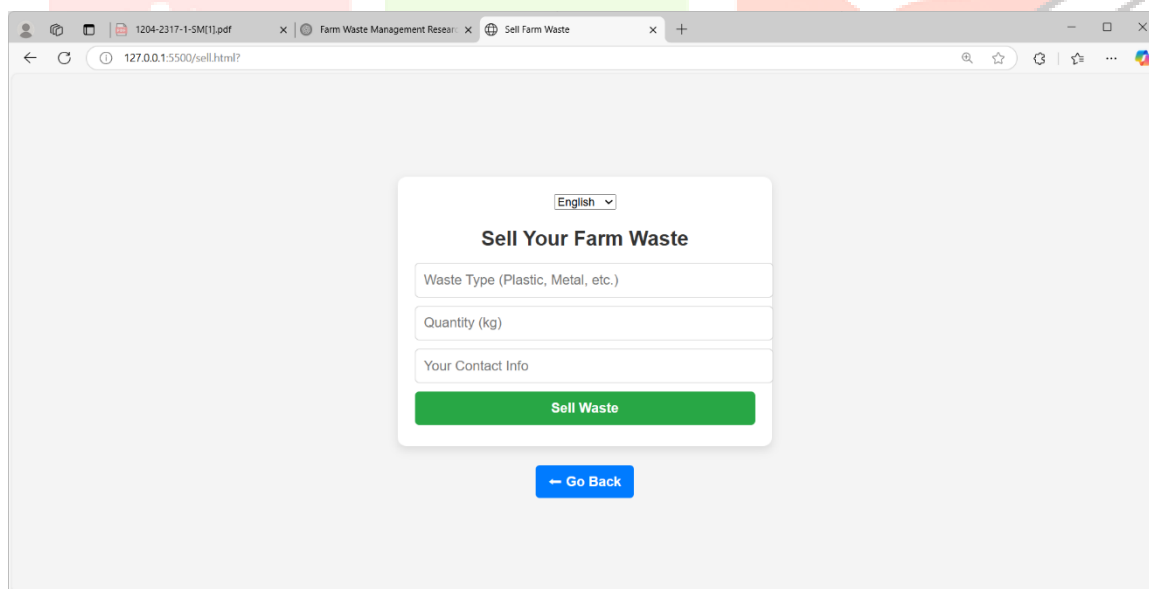 1204-2317-1-SM[1].pdf
Farm Waste Management Researc
Sell Farm Waste
127.0.0.1:5500/sell.html?
English
Sell Your Farm Waste
Waste Type (Plastic, Metal, etc.)
Quantity (kg)
Your Contact Info
Sell Waste
← Go Back